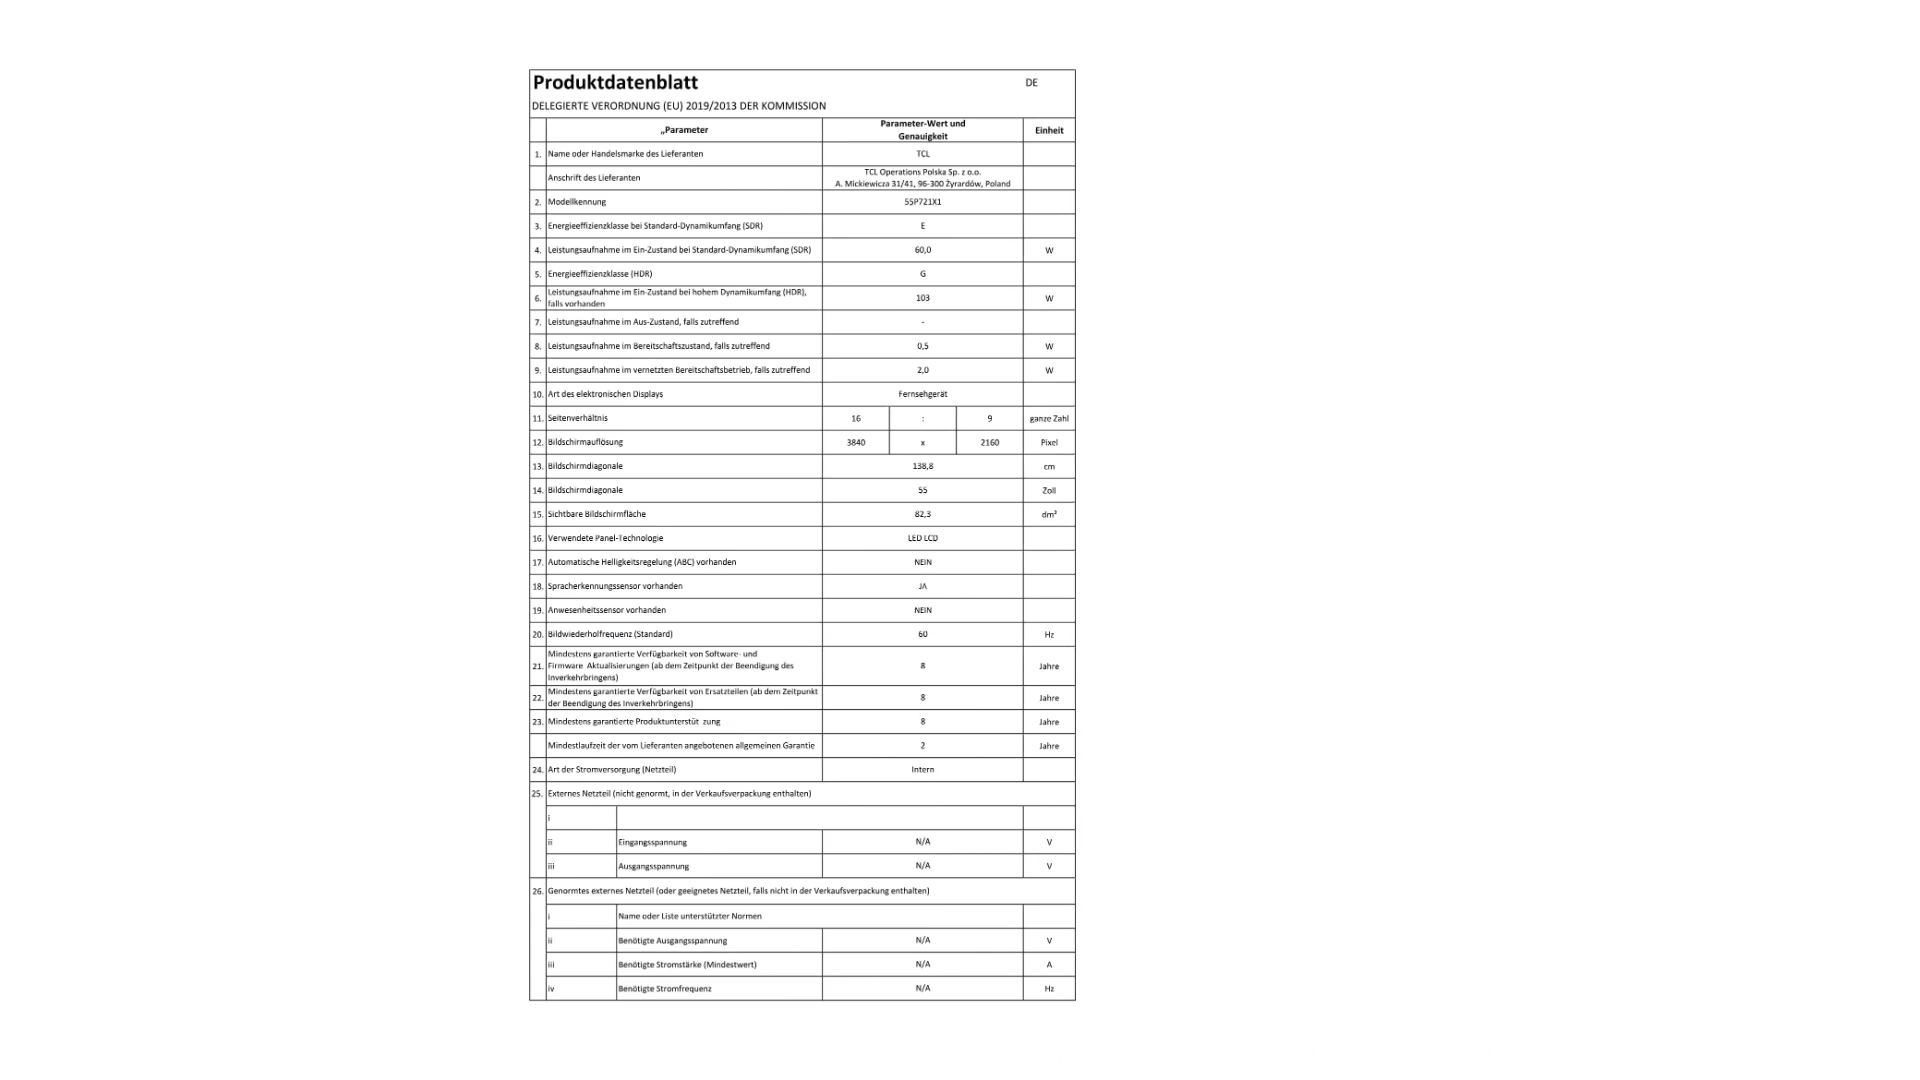 Produktdatenblatt DE
DELEGIERTE VERORDNUNG (EU) 2019/2013 DER KOMMISSION
„Parameter Parameter-Wert und Genauigkeit Einheit
1. Name oder Handelsmarke des Lieferanten TCL
Anschrift des Lieferanten TCL Operations Polska Sp. z o.o.
A. Mickiewicza 31/41, 96-300 Żyrardów, Poland
2. Modellkennung 55P721X1
3. Energieeffizienzklasse bei Standard-Dynamikumfang (SDR) E
4. Leistungsaufnahme im Ein-Zustand bei Standard-Dynamikumfang (SDR) 60,0 W
5. Energieeffizienzklasse (HDR) G
6. Leistungsaufnahme im Ein-Zustand bei hohem Dynamikumfang (HDR),
falls vorhanden 103 W
7. Leistungsaufnahme im Aus-Zustand, falls zutreffend -
8. Leistungsaufnahme im Bereitschaftszustand, falls zutreffend 0,5 W
9. Leistungsaufnahme im vernetzten Bereitschaftsbetrieb, falls zutreffend 2,0 W
10. Art des elektronischen Displays Fernsehgerät
11. Seitenverhältnis 16 : 9 ganze Zahl
12. Bildschirmauflösung 3840 x 2160 Pixel
13. Bildschirmdiagonale 138,8 cm
14. Bildschirmdiagonale 55 Zoll
15. Sichtbare Bildschirmfläche 82,3 dm²
16. Verwendete Panel-Technologie LED LCD
17. Automatische Helligkeitsregelung (ABC) vorhanden NEIN
18. Spracherkennungssensor vorhanden JA
19. Anwesenheitssensor vorhanden NEIN
20. Bildwiederholfrequenz (Standard) 60 Hz
21. Mindestens garantierte Verfügbarkeit von Software- und
Firmware Aktualisierungen (ab dem Zeitpunkt der Beendigung des
Inverkehrbringens) 8 Jahre
22. Mindestens garantierte Verfügbarkeit von Ersatzteilen (ab dem Zeitpunkt
der Beendigung des Inverkehrbringens) 8 Jahre
23. Mindestens garantierte Produktunterstüt zung 8 Jahre
Mindestlaufzeit der vom Lieferanten angebotenen allgemeinen Garantie 2 Jahre
24. Art der Stromversorgung (Netzteil) Intern
25. Externes Netzteil (nicht genormt, in der Verkaufsverpackung enthalten)
i
ii Eingangsspannung N/A V
iii Ausgangsspannung N/A V
26. Genormtes externes Netzteil (oder geeignetes Netzteil, falls nicht in der Verkaufsverpackung enthalten)
i Name oder Liste unterstützter Normen
ii Benötigte Ausgangsspannung N/A V
iii Benötigte Stromstärke (Mindestwert) N/A A
iv Benötigte Stromfrequenz N/A Hz